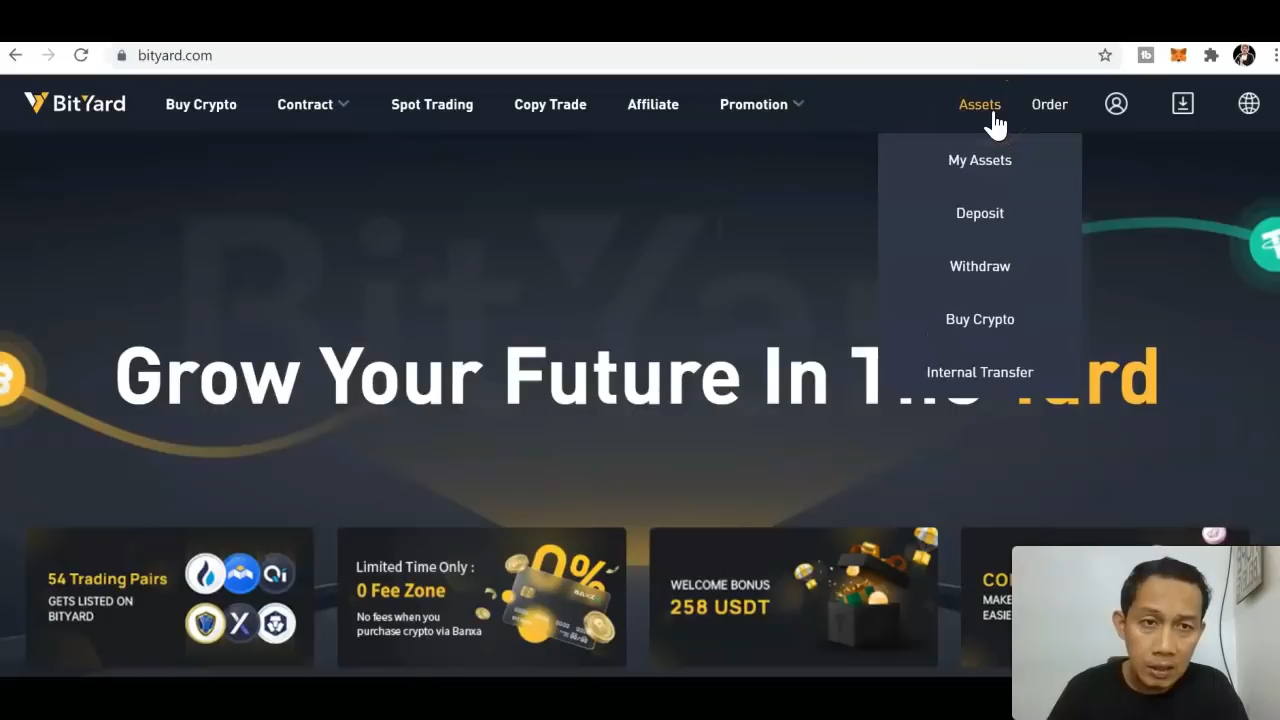 bityard.com
BitYard Buy Crypto Contract Spot Trading Copy Trade Affiliate Promotion Assets Order
My Assets
Deposit
Withdraw
Buy Crypto
Internal Transfer
Grow Your Future In
54 Trading Pairs
GETS LISTED ON
BITYARD
Limited Time Only :
0 Fee Zone
No fees when you
purchase crypto via Banxa
0%
BANXA
WELCOME BONUS
258 USDT